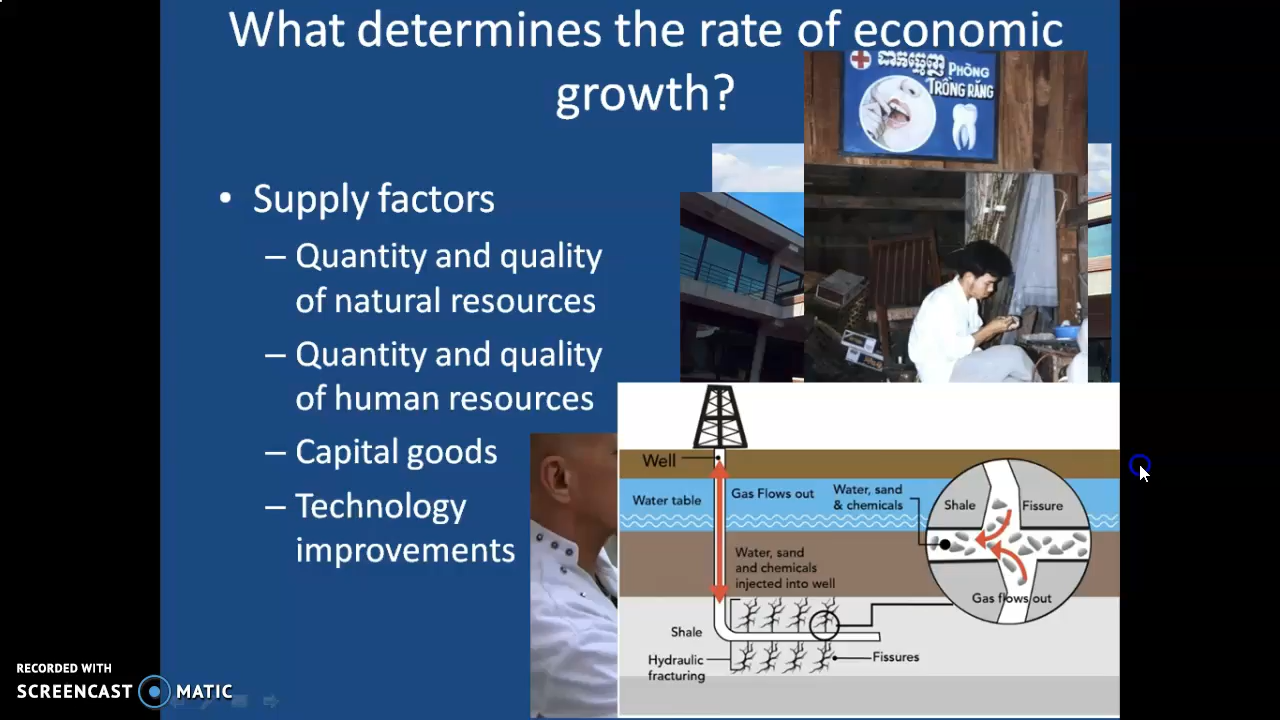 What determines the rate of economic
growth?
PHÒNG
TRỒNG RĂNG
• Supply factors
– Quantity and quality
of natural resources
– Quantity and quality
of human resources
– Capital goods
– Technology
improvements
Well
Water table
Gas Flows out
Water, sand
& chemicals
Shale
Fissure
Water, sand
and chemicals
injected into well
Gas flows out
Shale
Hydraulic
fracturing
Fissures
RECORDED WITH
SCREENCAST MATIC